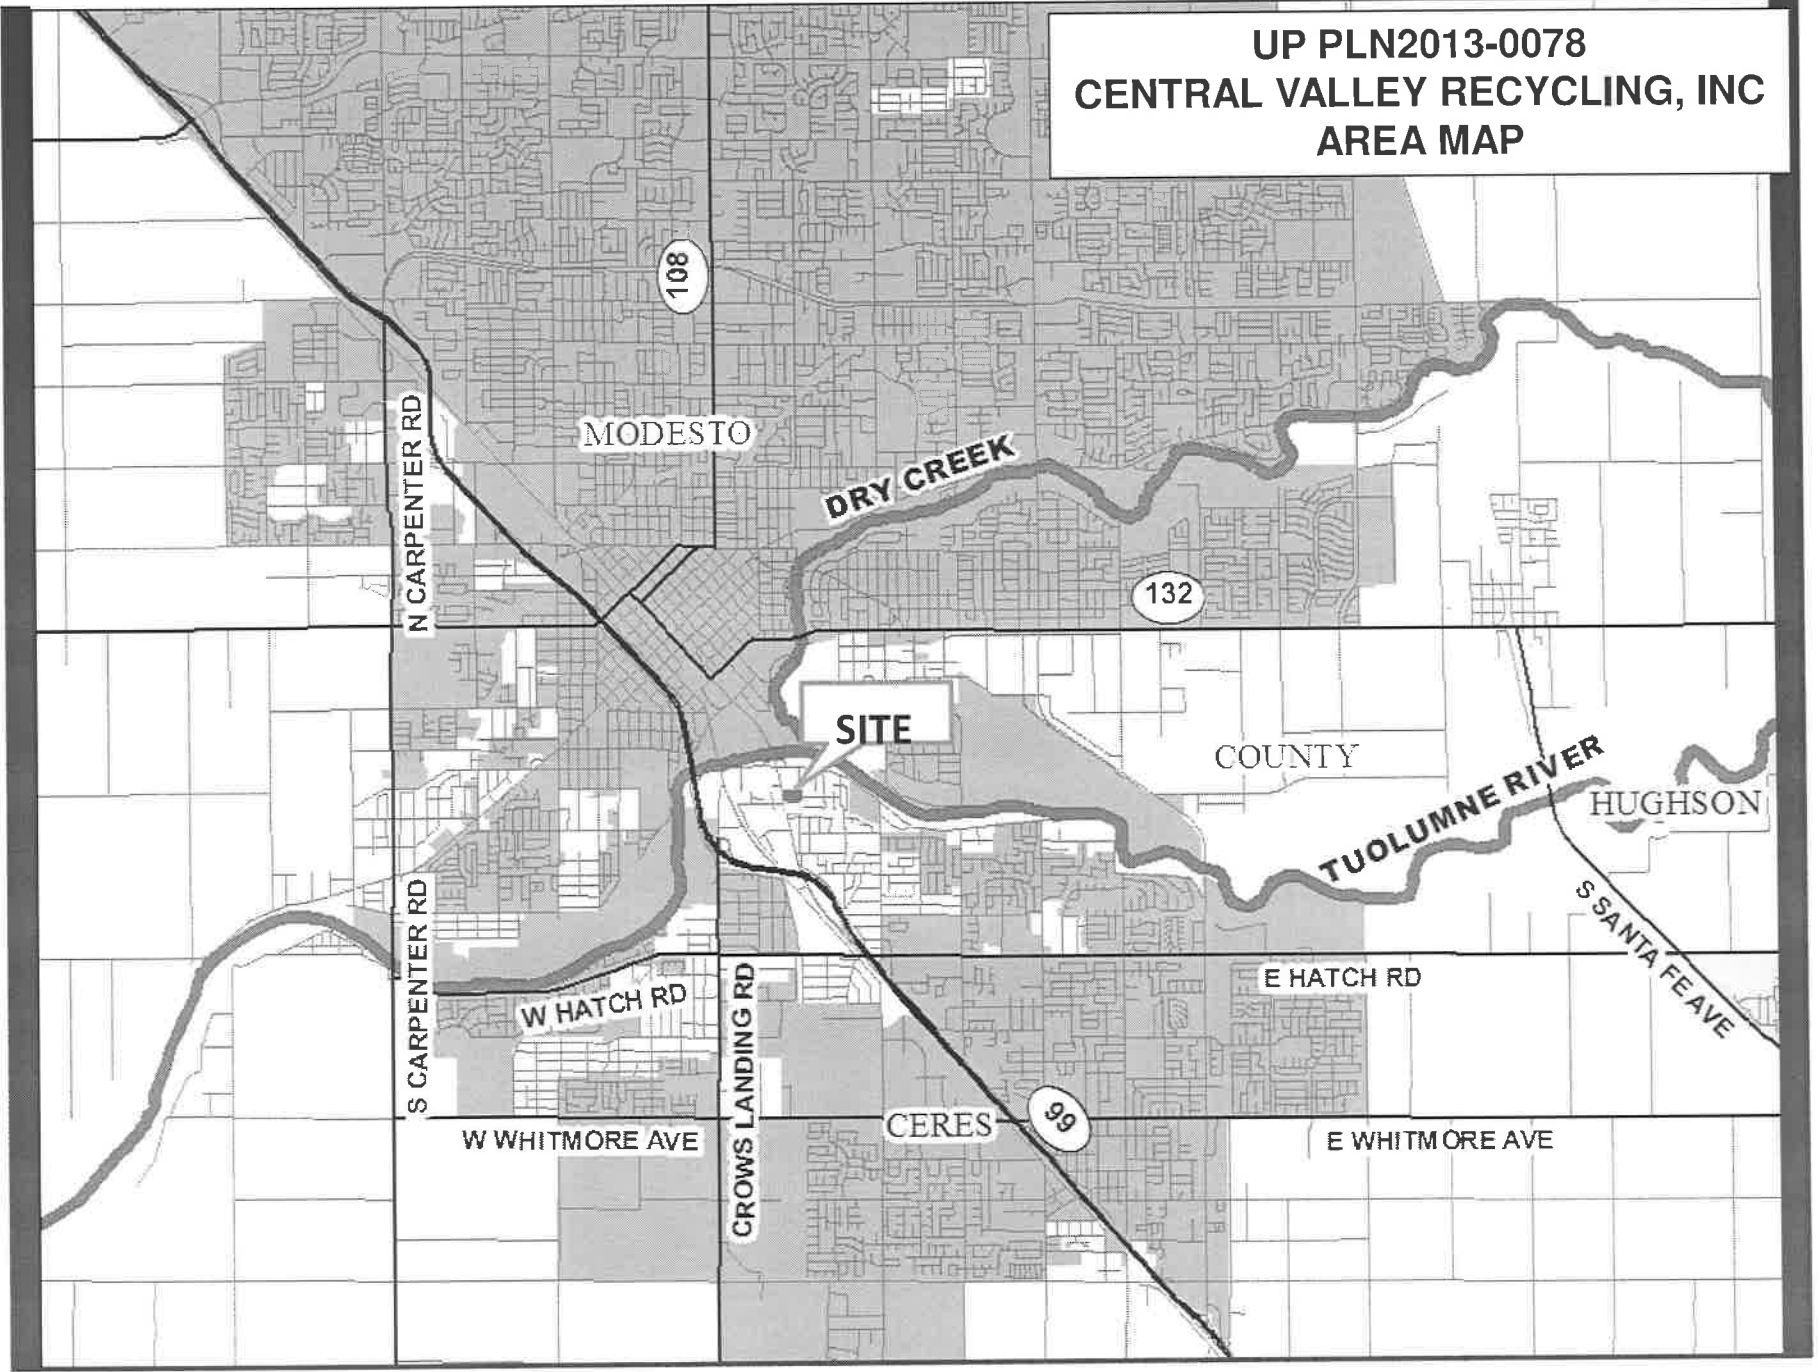 UP PLN2013-0078
CENTRAL VALLEY RECYCLING, INC
AREA MAP
108
MODESTO
N CARPENTER RD
DRY CREEK
132
SITE
COUNTY
TUOLUMNE RIVER
HUGHSON
S CARPENTER RD
S SANTA FE AVE
W HATCH RD
E HATCH RD
CROWS LANDING RD
CERES
99
W WHITMORE AVE
E WHITMORE AVE